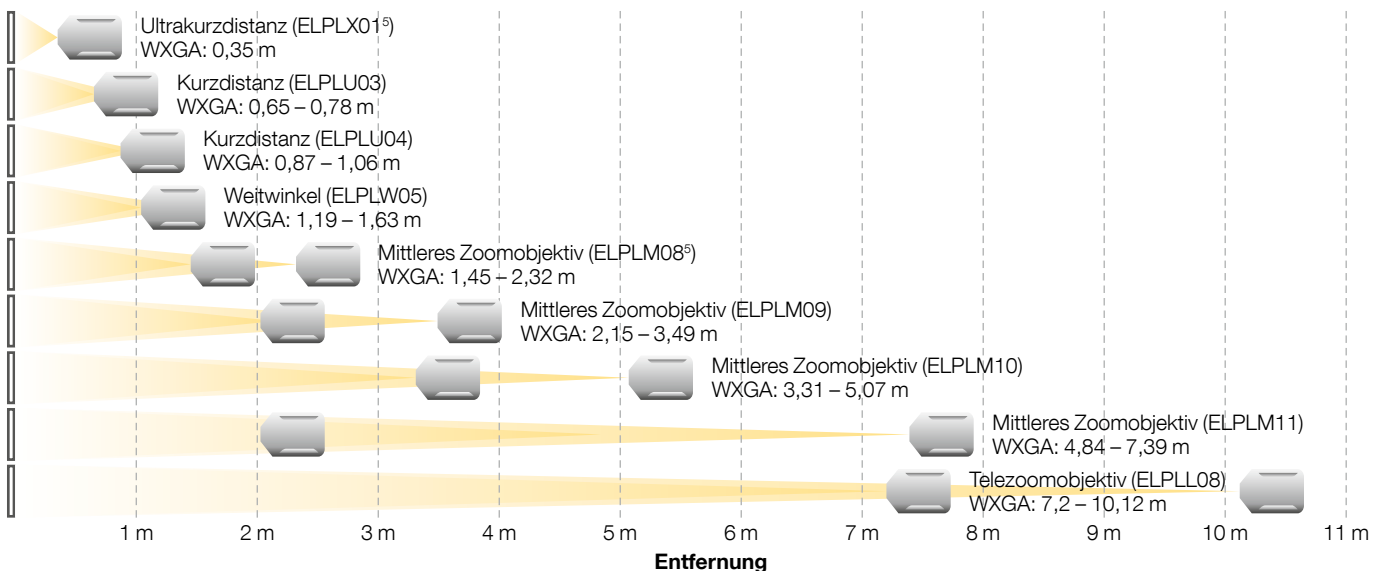 Ultrakurzdistanz (ELPLX01⁵)
WXGA: 0,35 m
Kurzdistanz (ELPLU03)
WXGA: 0,65 – 0,78 m
Kurzdistanz (ELPLU04)
WXGA: 0,87 – 1,06 m
Weitwinkel (ELPLW05)
WXGA: 1,19 – 1,63 m
Mittleres Zoomobjektiv (ELPLM08⁵)
WXGA: 1,45 – 2,32 m
Mittleres Zoomobjektiv (ELPLM09)
WXGA: 2,15 – 3,49 m
Mittleres Zoomobjektiv (ELPLM10)
WXGA: 3,31 – 5,07 m
Mittleres Zoomobjektiv (ELPLM11)
WXGA: 4,84 – 7,39 m
Telezoomobjektiv (ELPLL08)
WXGA: 7,2 – 10,12 m
1 m 2 m 3 m 4 m 5 m 6 m 7 m 8 m 9 m 10 m 11 m
Entfernung